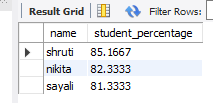 Result Grid Filter Rows:
name student_percentage
shruti 85.1667
nikita 82.3333
sayali 81.3333